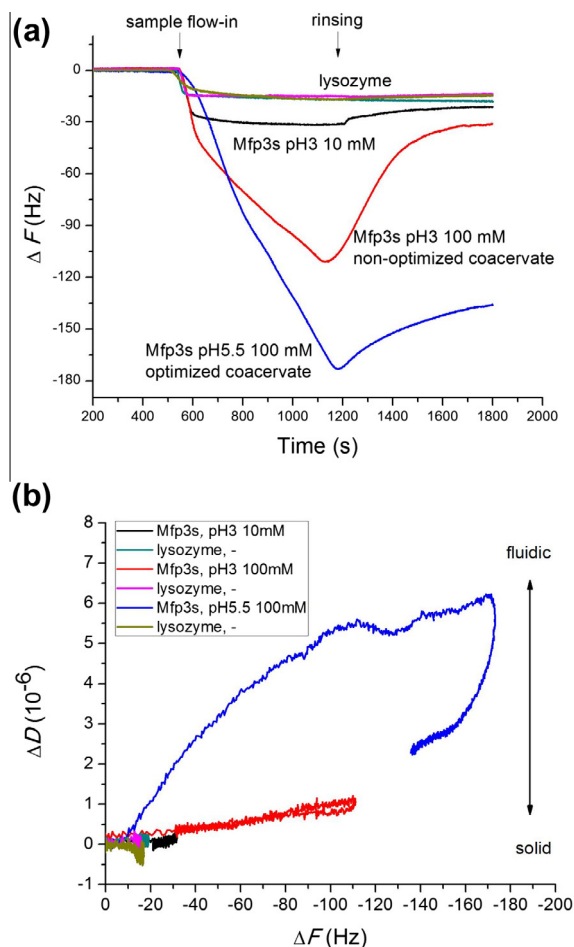 (a)
sample flow-in
rinsing
0
-30
-60
-90
-120
-150
-180
Δ F (Hz)
lysozyme
Mfp3s pH3 10 mM
Mfp3s pH3 100 mM
non-optimized coacervate
Mfp3s pH5.5 100 mM
optimized coacervate
200 400 600 800 1000 1200 1400 1600 1800 2000
Time (s)
(b)
8
7
6
5
4
3
2
1
0
-1
ΔD (10⁻⁶)
Mfp3s, pH3 10mM
lysozyme, -
Mfp3s, pH3 100mM
lysozyme, -
Mfp3s, pH5.5 100mM
lysozyme, -
fluidic
solid
0 -20 -40 -60 -80 -100 -120 -140 -160 -180 -200
ΔF (Hz)